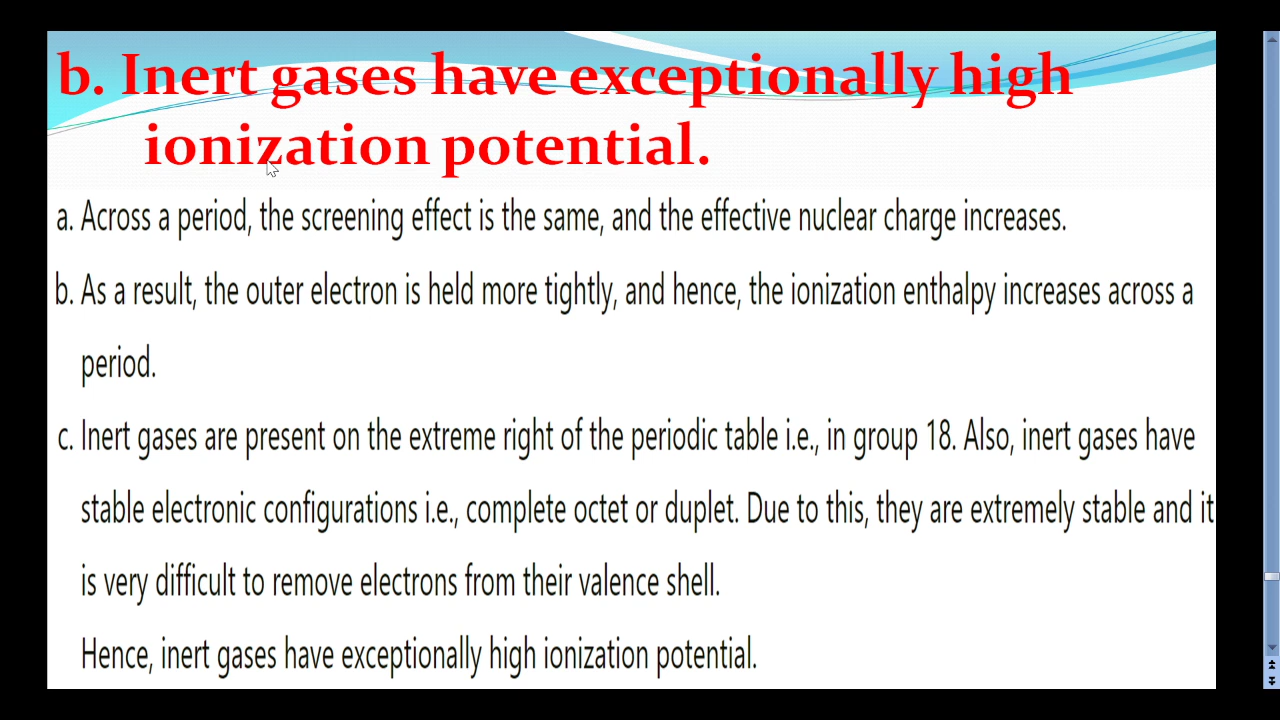 b. Inert gases have exceptionally high
ionization potential.
a. Across a period, the screening effect is the same, and the effective nuclear charge increases.
b. As a result, the outer electron is held more tightly, and hence, the ionization enthalpy increases across a
period.
c. Inert gases are present on the extreme right of the periodic table i.e., in group 18. Also, inert gases have
stable electronic configurations i.e., complete octet or duplet. Due to this, they are extremely stable and it
is very difficult to remove electrons from their valence shell.
Hence, inert gases have exceptionally high ionization potential.